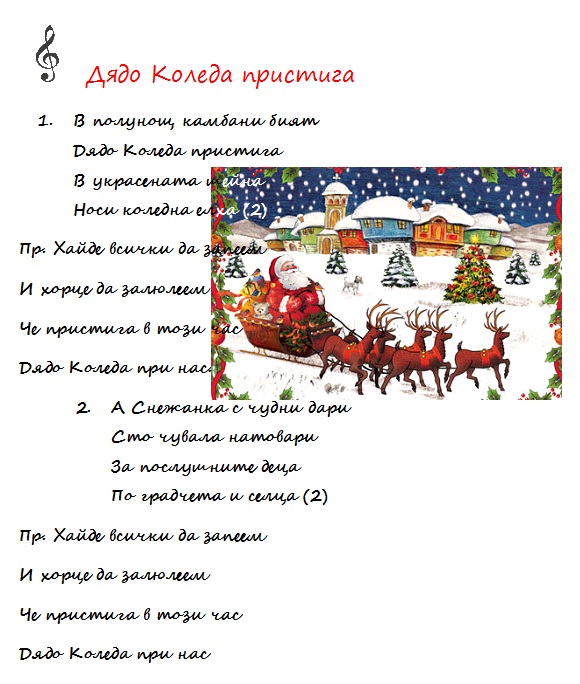 Дядо Коледа пристига
1. В полунощ, камбани бият
Дядо Коледа пристига
В украсената шейна
Носи коледна елха (2)
Пр. Хайде всички да запеем
И хорце да залюлеем
Че пристига в този час
Дядо Коледа при нас
2. А Снежанка с чудни дари
Сто чувала натовари
За послушните деца
По градчета и селца (2)
Пр. Хайде всички да запеем
И хорце да залюлеем
Че пристига в този час
Дядо Коледа при нас